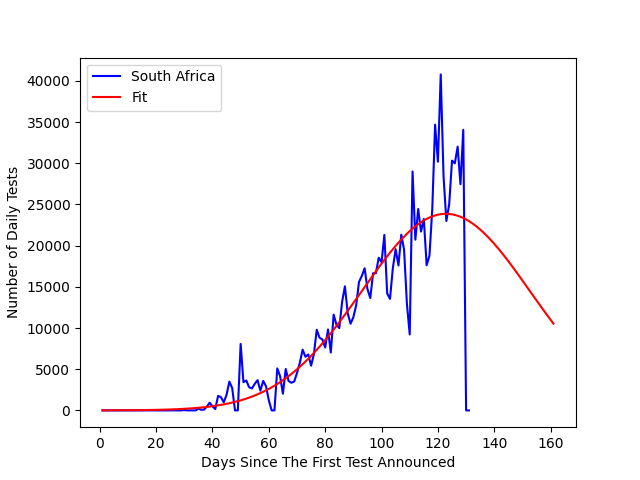 South Africa
Fit
40000
35000
30000
25000
20000
15000
10000
5000
0
Number of Daily Tests
0 20 40 60 80 100 120 140 160
Days Since The First Test Announced